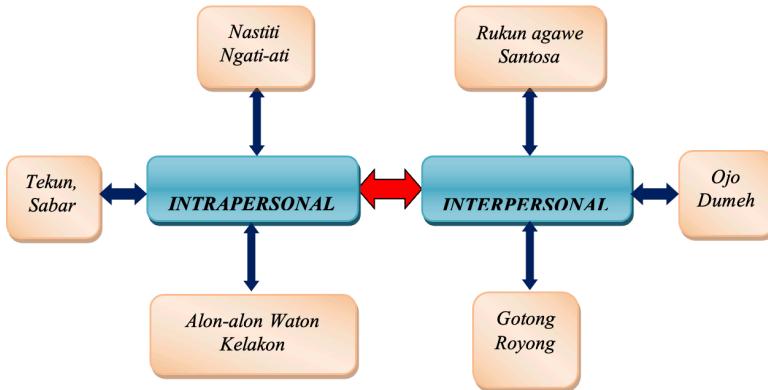 Nastiti
Ngati-ati
Rukun agawe
Santosa
Tekun,
Sabar
INTRAPERSONAL
INTERPERSONAL
Ojo
Dumeh
Alon-alon Waton
Kelakon
Gotong
Royong